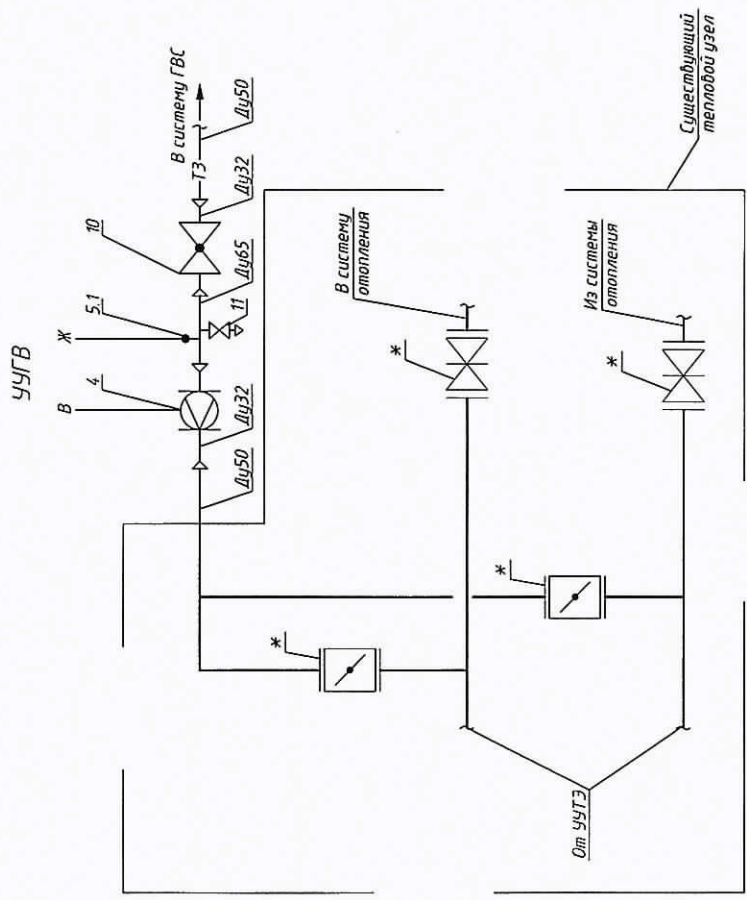 УУГВ
В
Ж
4
5.1
10
В систему ГВС
Т3
Ду50
Ду32
11
Ду65
Ду32
Ду50
В систему
отопления
*
Из системы
отопления
*
*
*
От УУТЭ
Существующий
тепловой узел